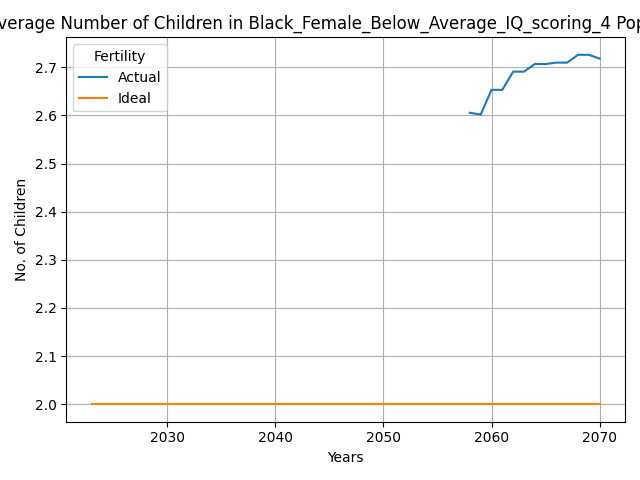 verage Number of Children in Black_Female_Below_Average_IQ_scoring_4 Pop
Fertility
Actual
Ideal
2.7
2.6
2.5
2.4
2.3
2.2
2.1
2.0
No. of Children
2030 2040 2050 2060 2070
Years